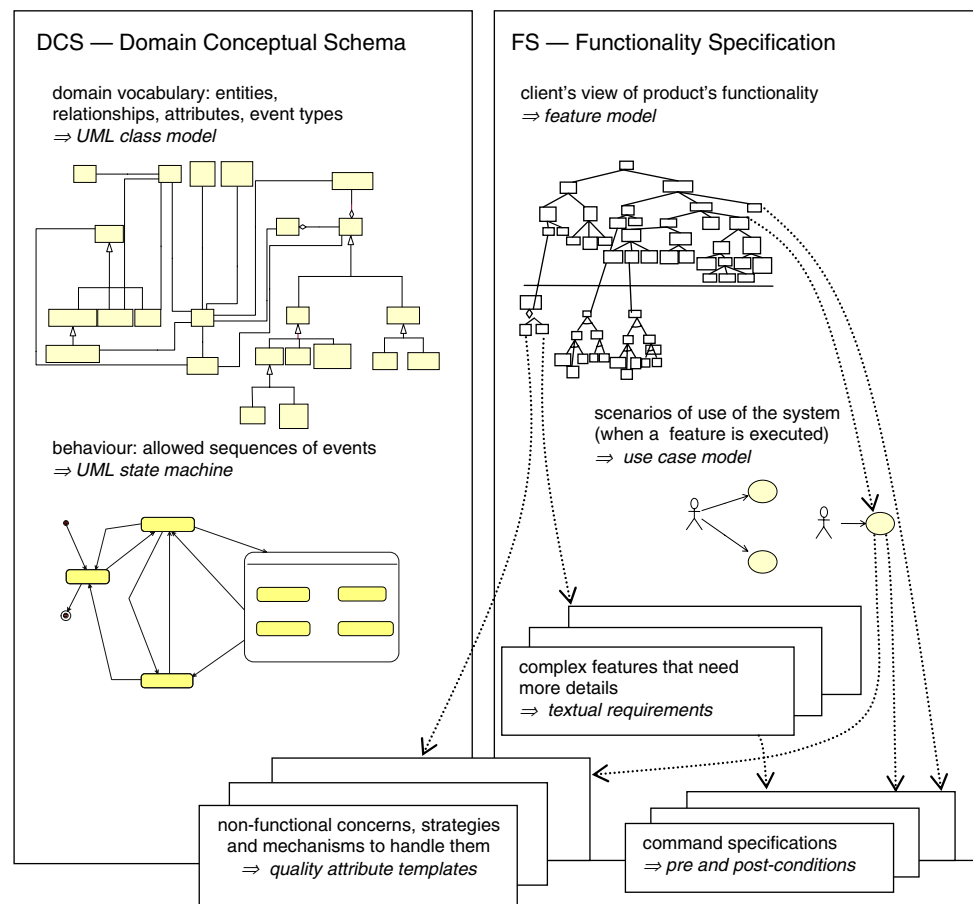 DCS — Domain Conceptual Schema
domain vocabulary: entities,
relationships, attributes, event types
⇒ UML class model
behaviour: allowed sequences of events
⇒ UML state machine
FS — Functionality Specification
client's view of product's functionality
⇒ feature model
scenarios of use of the system
(when a feature is executed)
⇒ use case model
complex features that need
more details
⇒ textual requirements
non-functional concerns, strategies
and mechanisms to handle them
⇒ quality attribute templates
command specifications
⇒ pre and post-conditions